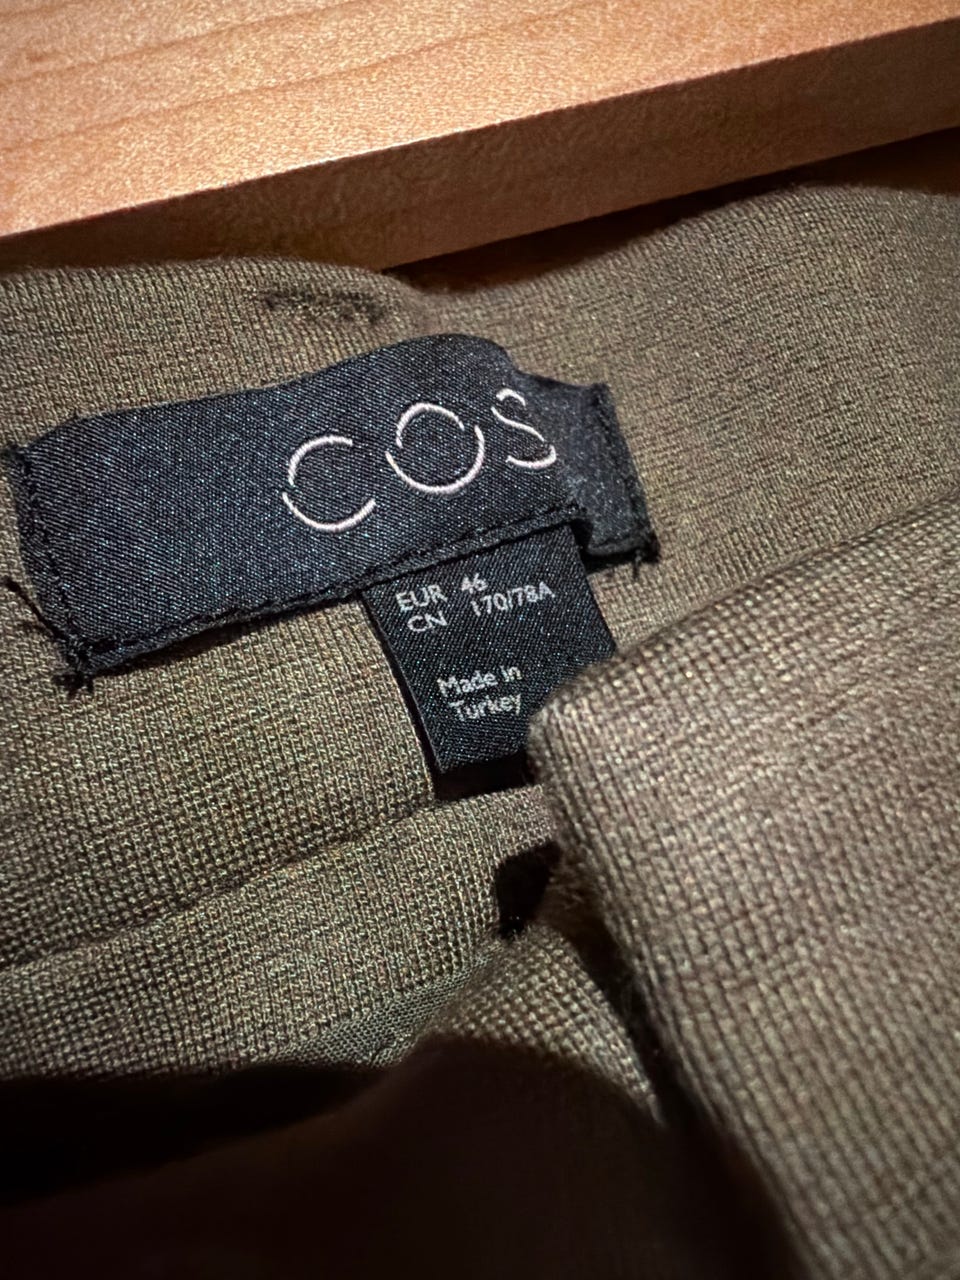 COS
EUR 46
CN 170/78A
Made in
Turkey